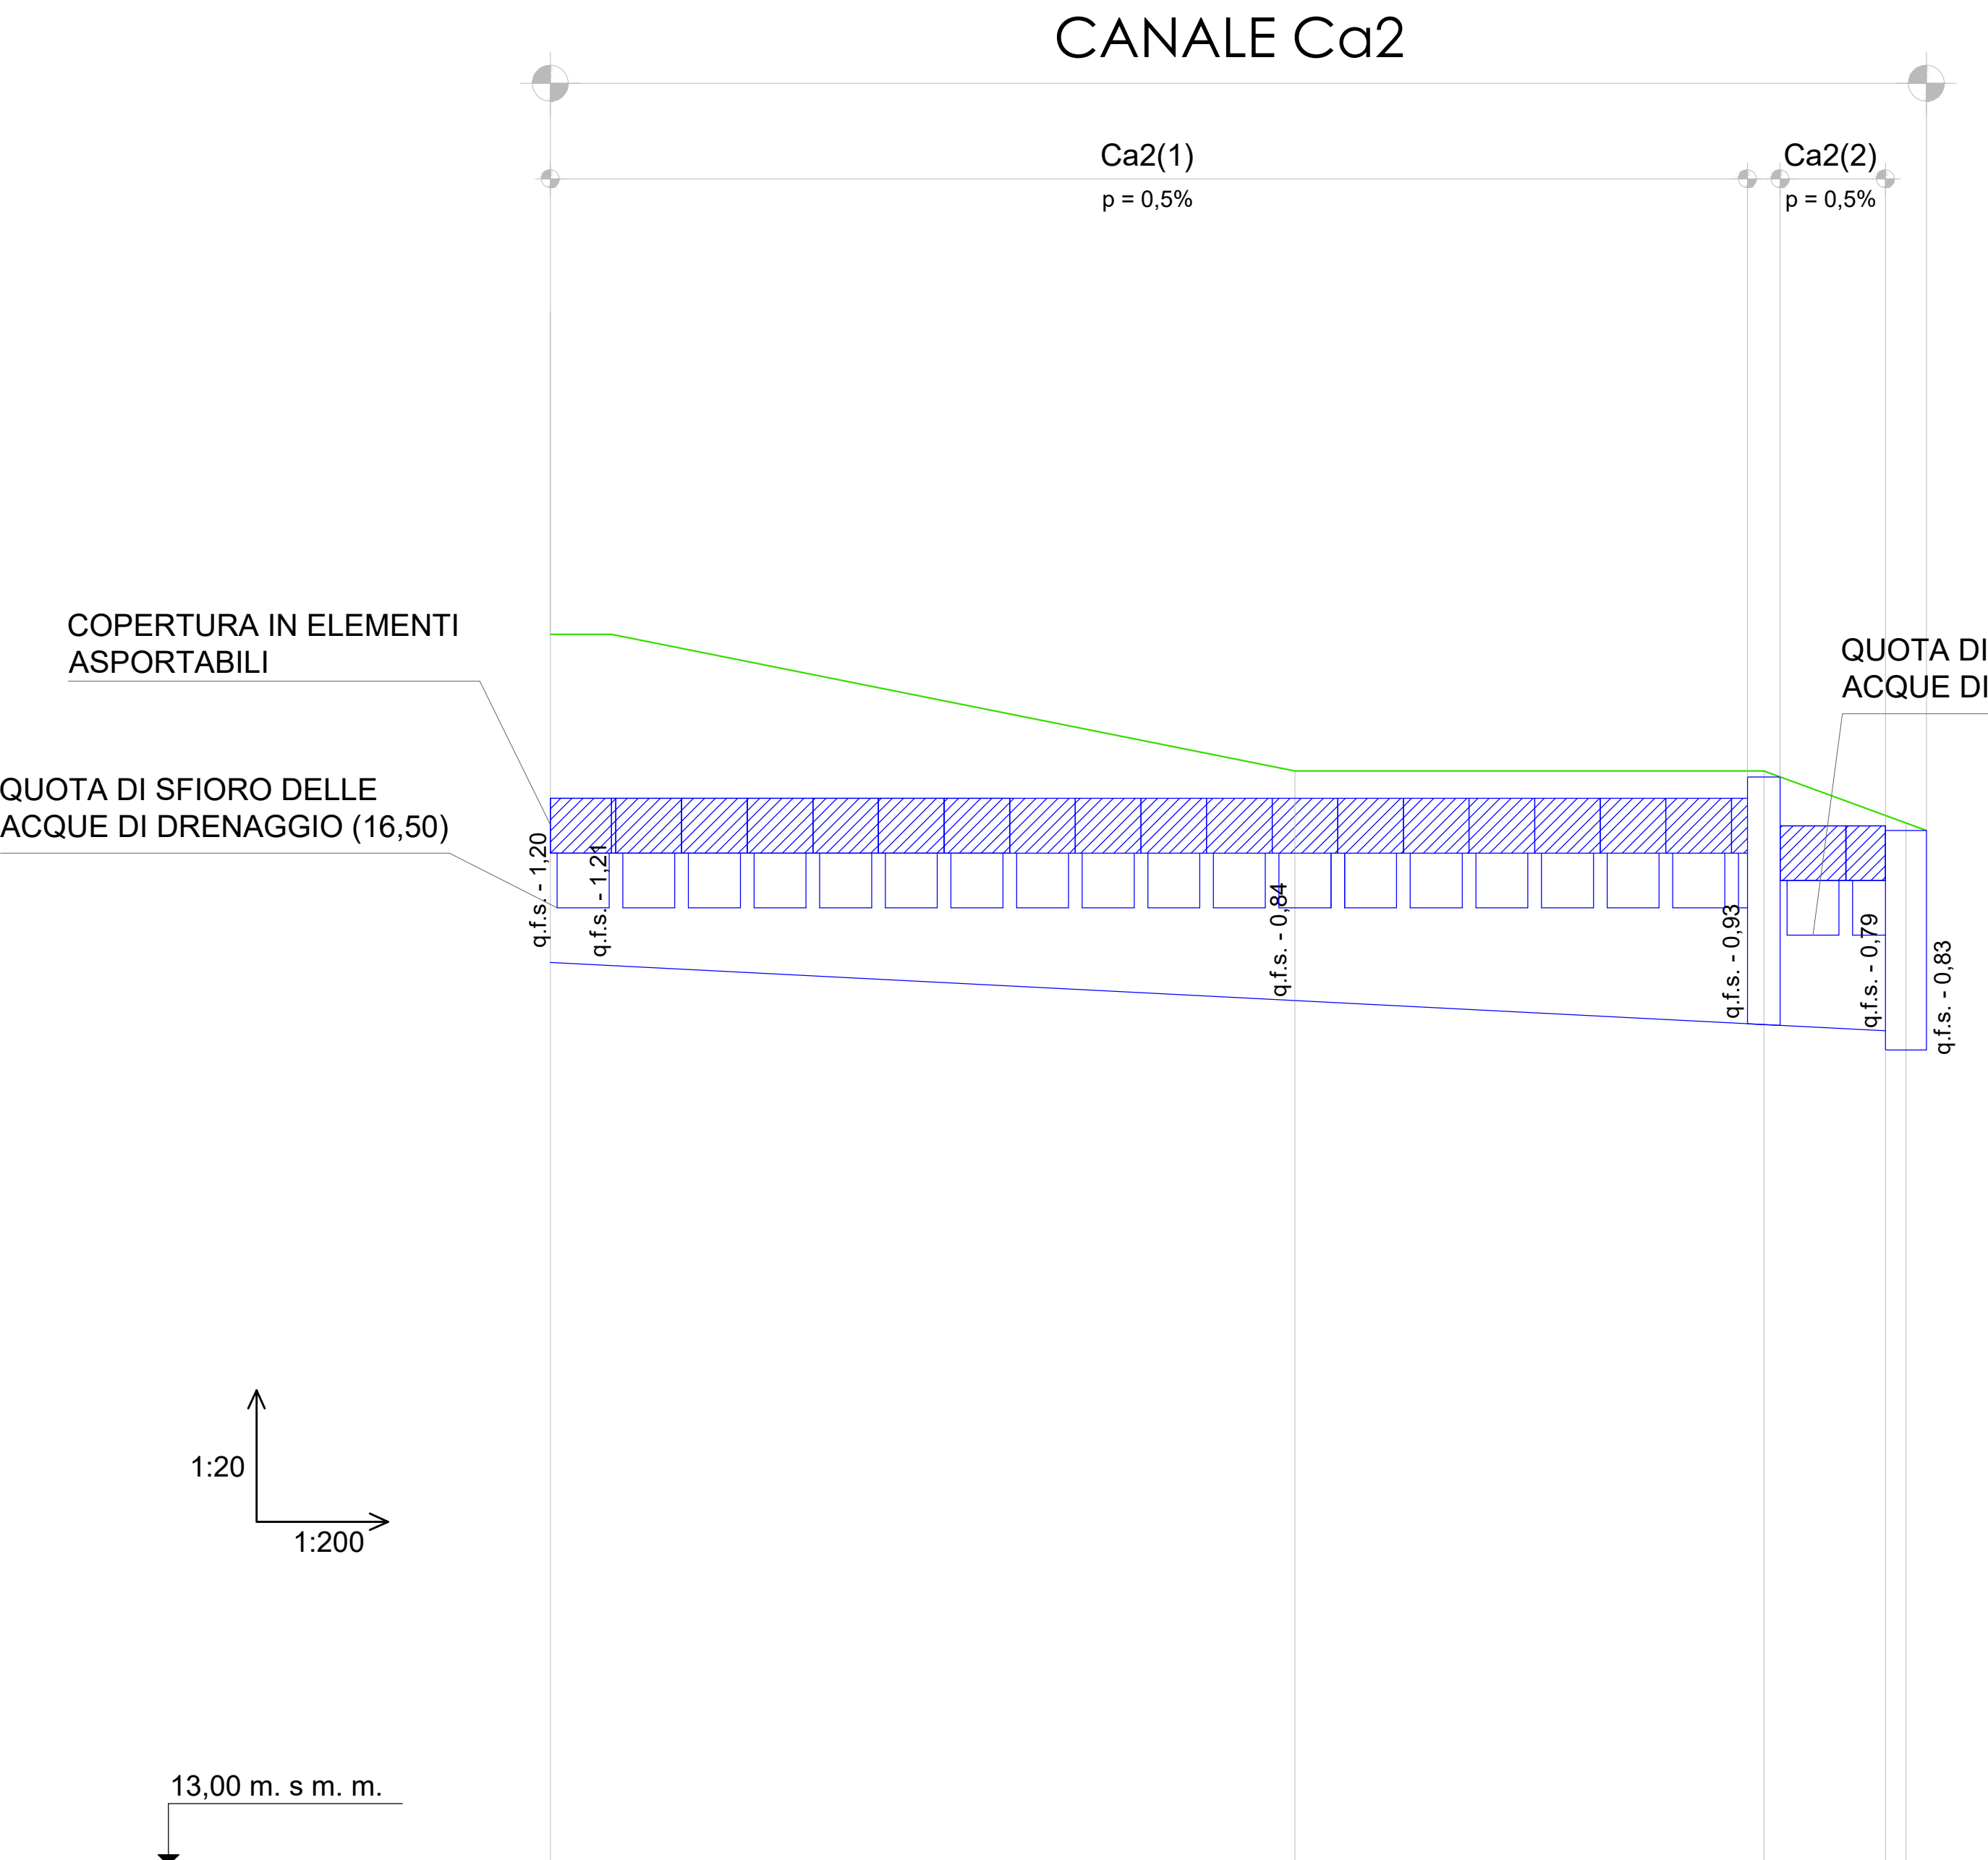 CANALE Ca2
Ca2(1)
p = 0,5%
Ca2(2)
p = 0,5%
COPERTURA IN ELEMENTI
ASPORTABILI
QUOTA DI SFIORO DELLE
ACQUE DI DRENAGGIO (16,50)
QUOTA DI
ACQUE DI
q.f.s. - 1,20
q.f.s. - 1,21
q.f.s. - 0,84
q.f.s. - 0,93
q.f.s. - 0,79
q.f.s. - 0,83
1:20
1:200
13,00 m. s m. m.